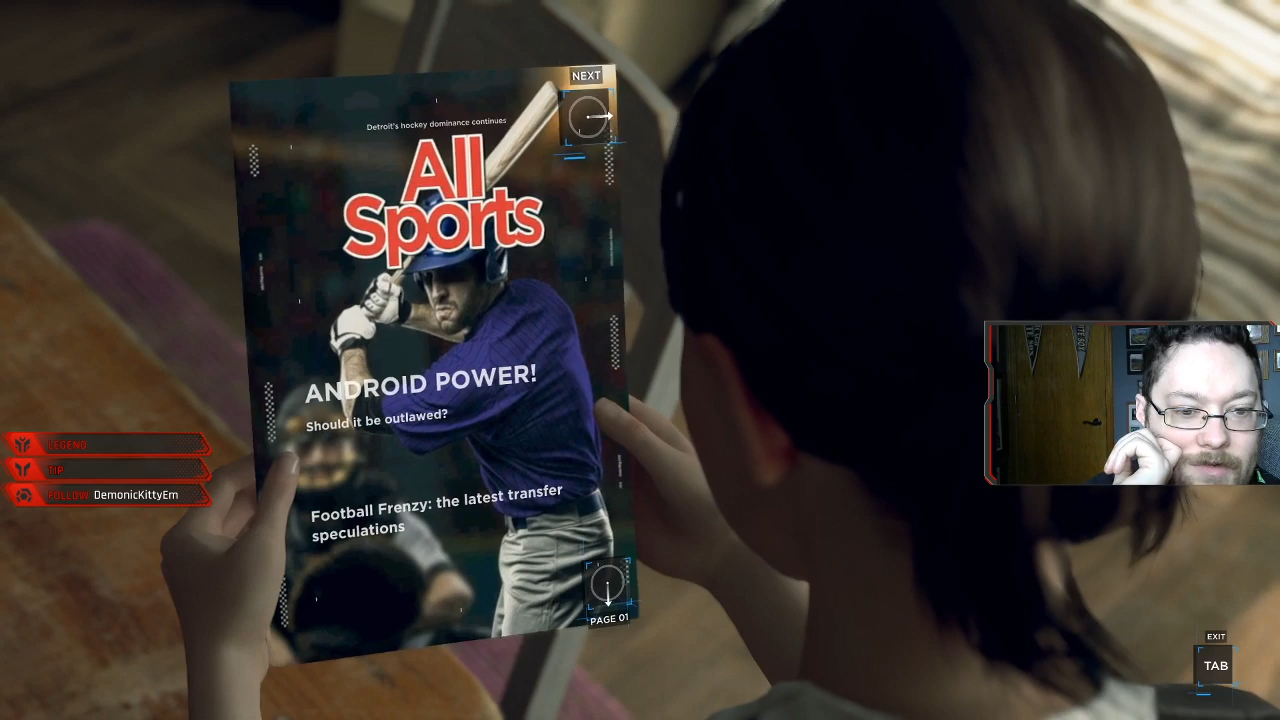 NEXT
Detroit's hockey dominance continues
All
Sports
ANDROID POWER!
Should it be outlawed?
Football Frenzy: the latest transfer
speculations
PAGE 01
LEGEND
TIP
FOLLOW DemonicKittyEm
EXIT
TAB